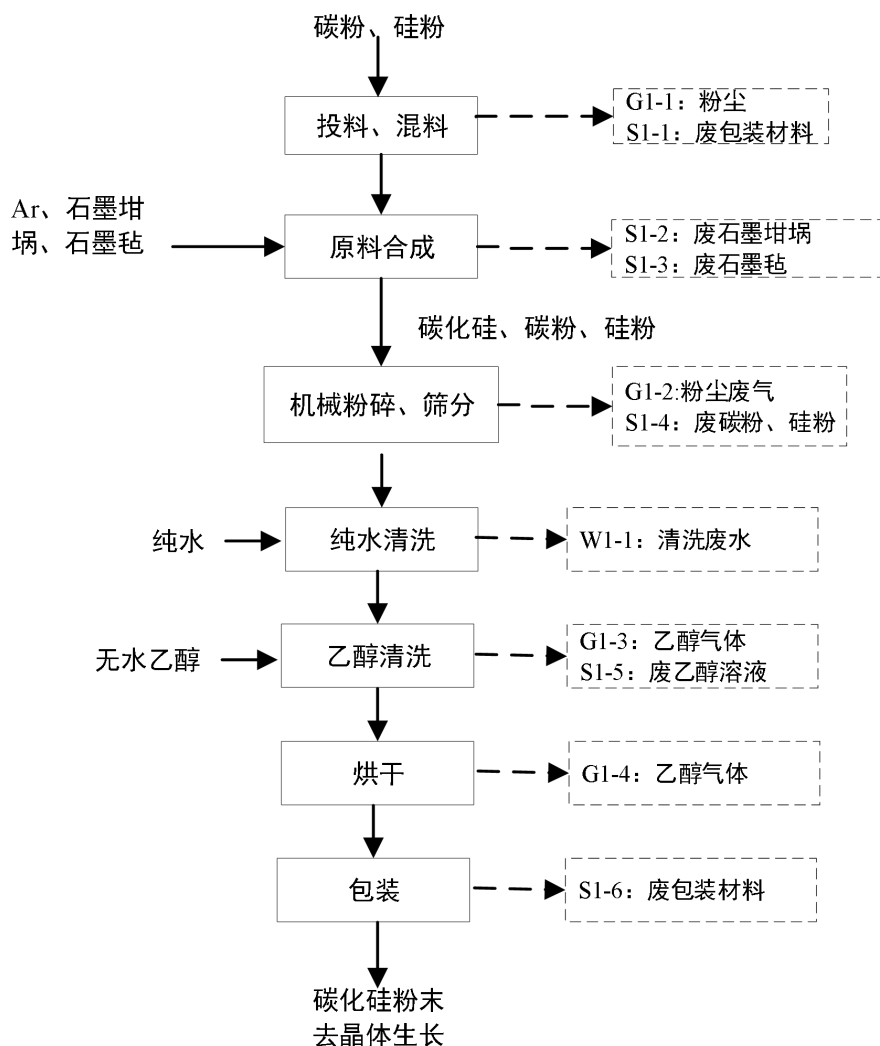 碳粉、硅粉
投料、混料
G1-1：粉尘
S1-1：废包装材料
Ar、石墨坩
埚、石墨毡
原料合成
S1-2：废石墨坩埚
S1-3：废石墨毡
碳化硅、碳粉、硅粉
机械粉碎、筛分
G1-2:粉尘废气
S1-4：废碳粉、硅粉
纯水
纯水清洗
W1-1：清洗废水
无水乙醇
乙醇清洗
G1-3：乙醇气体
S1-5：废乙醇溶液
烘干
G1-4：乙醇气体
包装
S1-6：废包装材料
碳化硅粉末
去晶体生长